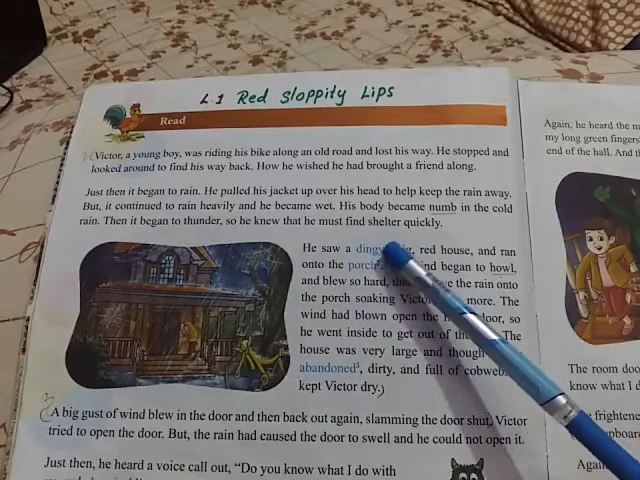 L.1 Red Sloppity Lips
Read
Victor, a young boy, was riding his bike along an old road and lost his way. He stopped and
looked around to find his way back. How he wished he had brought a friend along.
Just then it began to rain. He pulled his jacket up over his head to help keep the rain away.
But, it continued to rain heavily and he became wet. His body became numb in the cold
rain. Then it began to thunder, so he knew that he must find shelter quickly.
He saw a dingy red house, and ran
onto the porch began to howl,
and blew so hard, the rain onto
the porch soaking more. The
wind had blown open the door, so
he went inside to get out of The
house was very large and though
abandoned³, dirty, and full of
kept Victor dry.
A big gust of wind blew in the door and then back out again, slamming the door shut. Victor
tried to open the door. But, the rain had caused the door to swell and he could not open it.
Just then, he heard a voice call out, “Do you know what I do with
Again, he heard the
my long green fingers
end of the hall. And
The room
know what I
frightene
Again